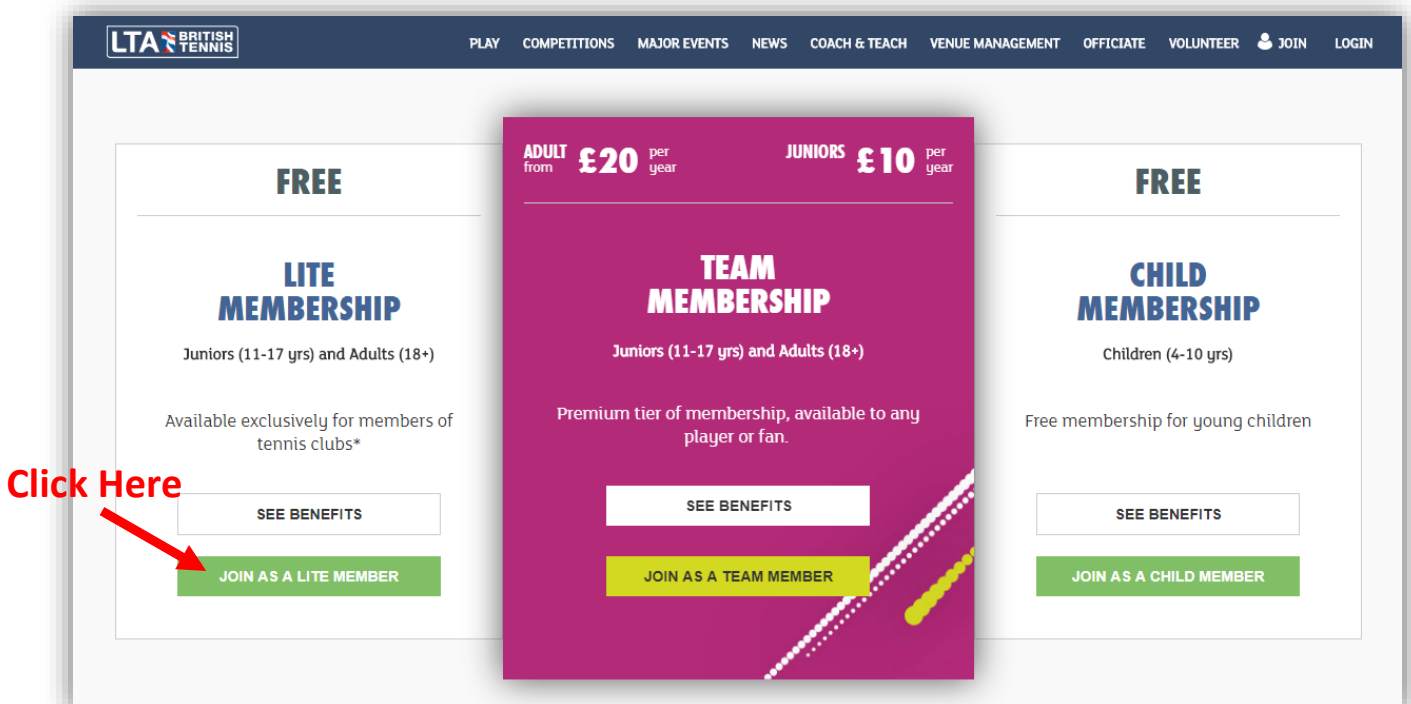 LTA BRITISH TENNIS
PLAY COMPETITIONS MAJOR EVENTS NEWS COACH & TEACH VENUE MANAGEMENT OFFICIATE VOLUNTEER JOIN LOGIN
FREE
LITE
MEMBERSHIP
Juniors (11-17 yrs) and Adults (18+)
Available exclusively for members of
tennis clubs*
Click Here
SEE BENEFITS
JOIN AS A LITE MEMBER
ADULT from £20 per year JUNIORS £10 per year
TEAM
MEMBERSHIP
Juniors (11-17 yrs) and Adults (18+)
Premium tier of membership, available to any
player or fan.
SEE BENEFITS
JOIN AS A TEAM MEMBER
FREE
CHILD
MEMBERSHIP
Children (4-10 yrs)
Free membership for young children
SEE BENEFITS
JOIN AS A CHILD MEMBER